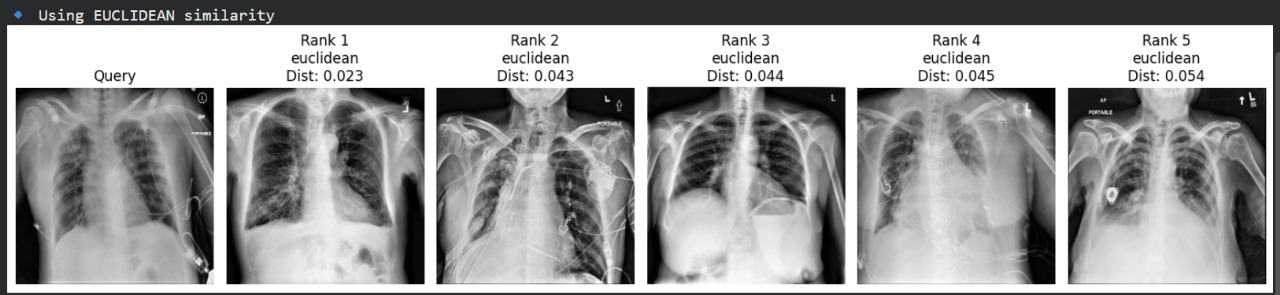 Using EUCLIDEAN similarity
Query
Rank 1
euclidean
Dist: 0.023
Rank 2
euclidean
Dist: 0.043
Rank 3
euclidean
Dist: 0.044
Rank 4
euclidean
Dist: 0.045
Rank 5
euclidean
Dist: 0.054
PORTABLE
L
PORTABLE
L
AP
PORTABLE
L